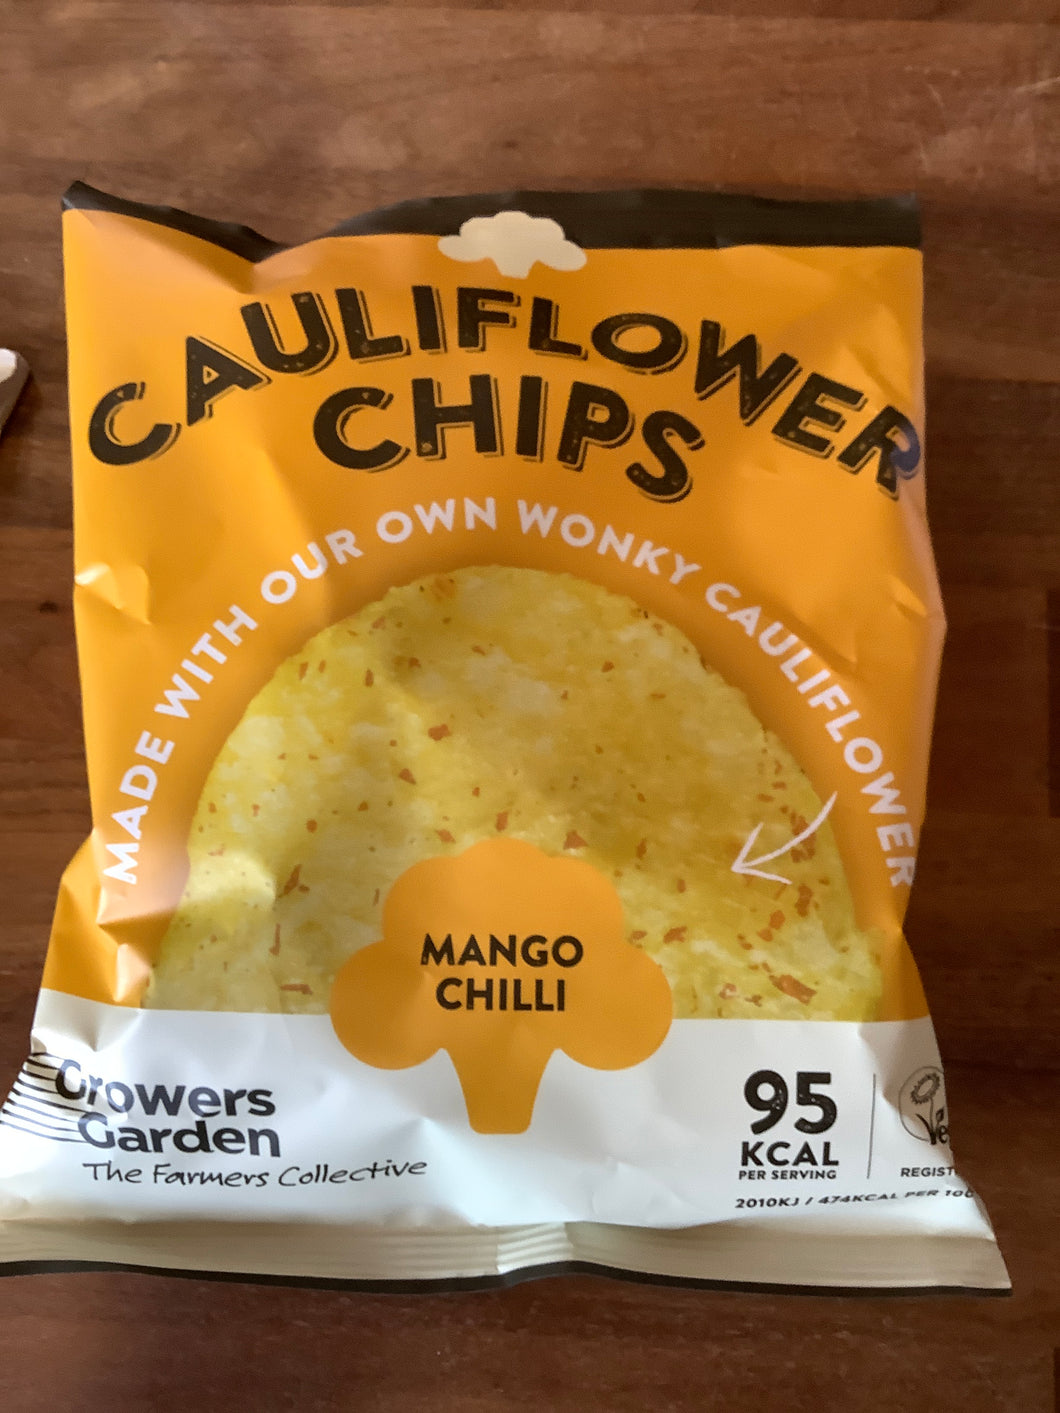 CAULIFLOWER
CHIPS
MADE WITH OUR OWN WONKY CAULIFLOWER
MANGO
CHILLI
Growers
Garden
The Farmers Collective
95
KCAL
PER SERVING
2010KJ / 474KCAL PER